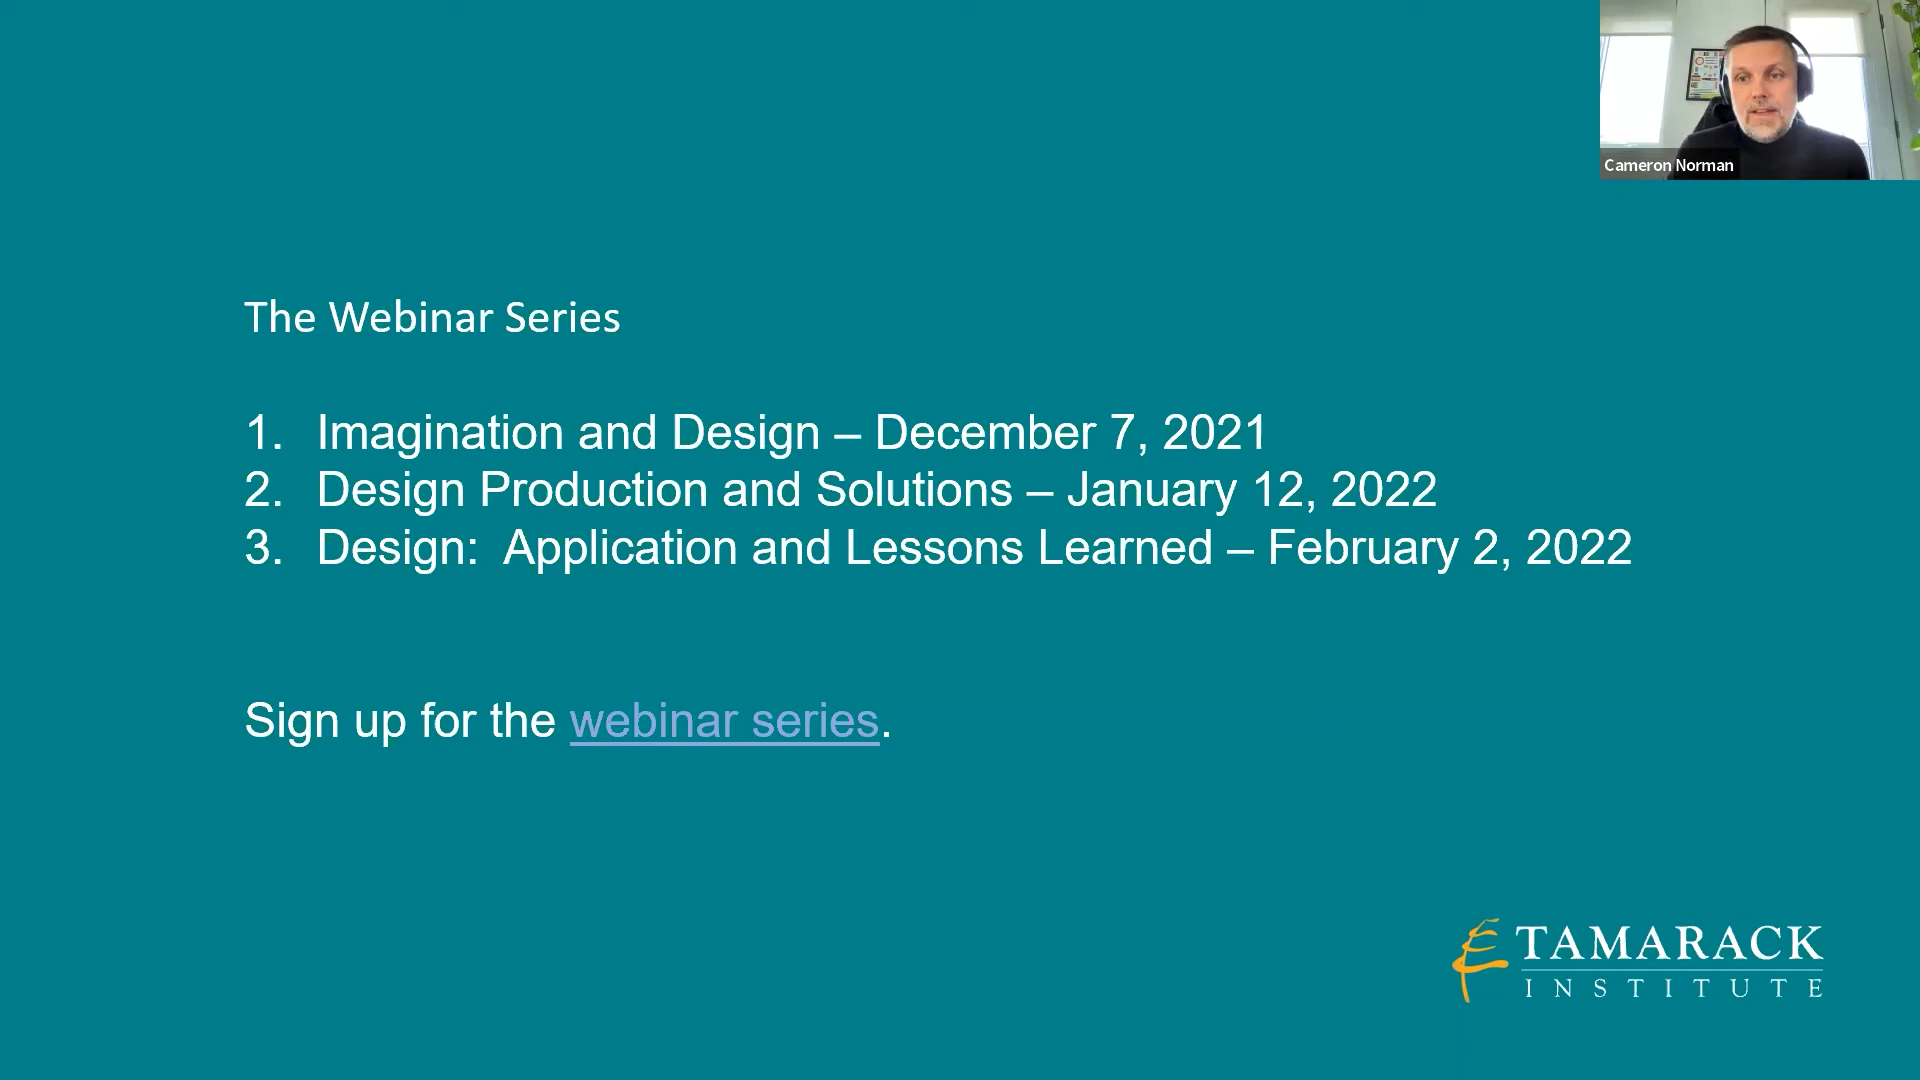 Cameron Norman
The Webinar Series
1. Imagination and Design – December 7, 2021
2. Design Production and Solutions – January 12, 2022
3. Design:  Application and Lessons Learned – February 2, 2022
Sign up for the webinar series.
TAMARACK
INSTITUTE